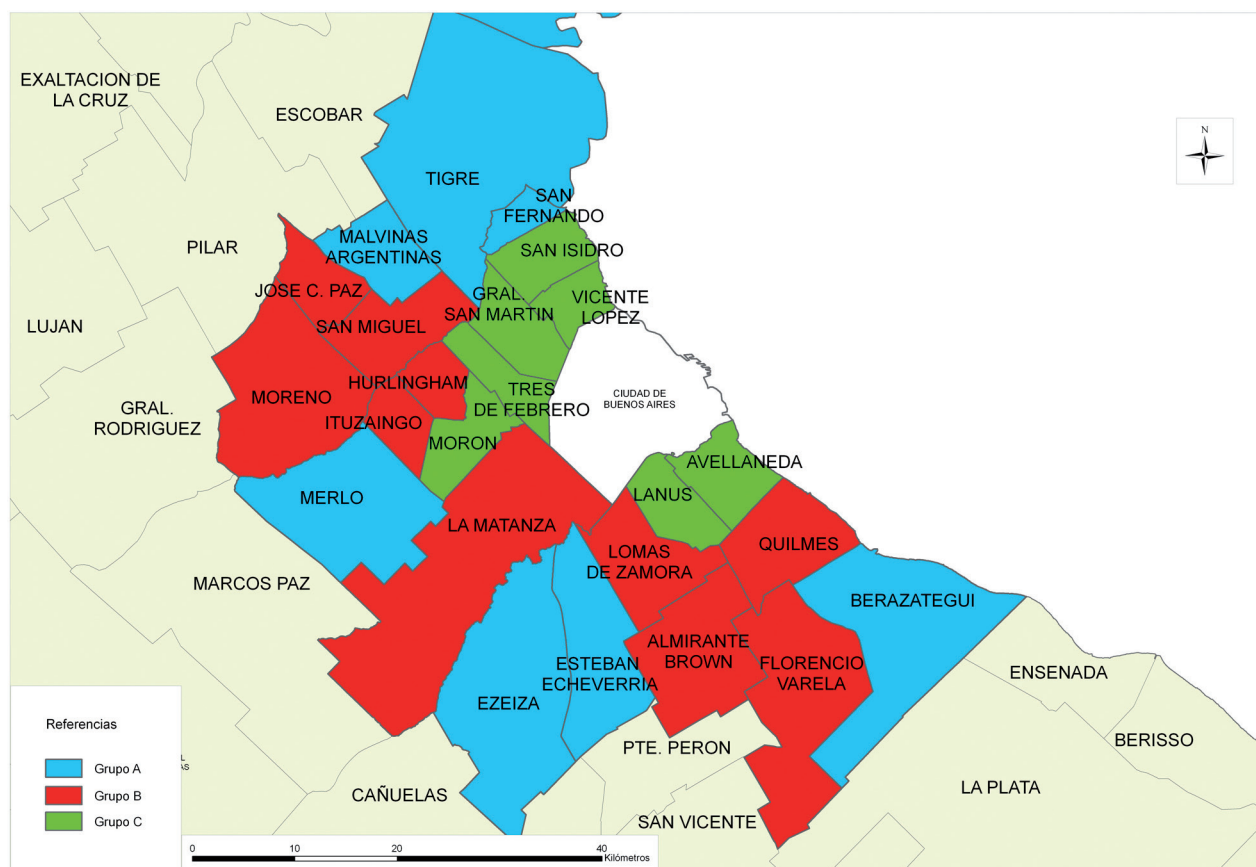 EXALTACION DE
LA CRUZ
ESCOBAR
N
TIGRE
SAN
FERNANDO
PILAR
MALVINAS
ARGENTINAS
SAN ISIDRO
JOSE C. PAZ
GRAL.
SAN MARTIN
VICENTE
LOPEZ
LUJAN
SAN MIGUEL
HURLINGHAM
MORENO
TRES
DE FEBRERO
CIUDAD DE
BUENOS AIRES
GRAL.
RODRIGUEZ
ITUZAINGO
MORON
AVELLANEDA
MERLO
LANUS
LA MATANZA
QUILMES
LOMAS
DE ZAMORA
MARCOS PAZ
BERAZATEGUI
ALMIRANTE
BROWN
ESTEBAN
ECHEVERRIA
FLORENCIO
VARELA
ENSENADA
EZEIZA
BERISSO
PTE. PERON
LA PLATA
CAÑUELAS
SAN VICENTE
Referencias
Grupo A
Grupo B
Grupo C
0 10 20 40
Kilómetros